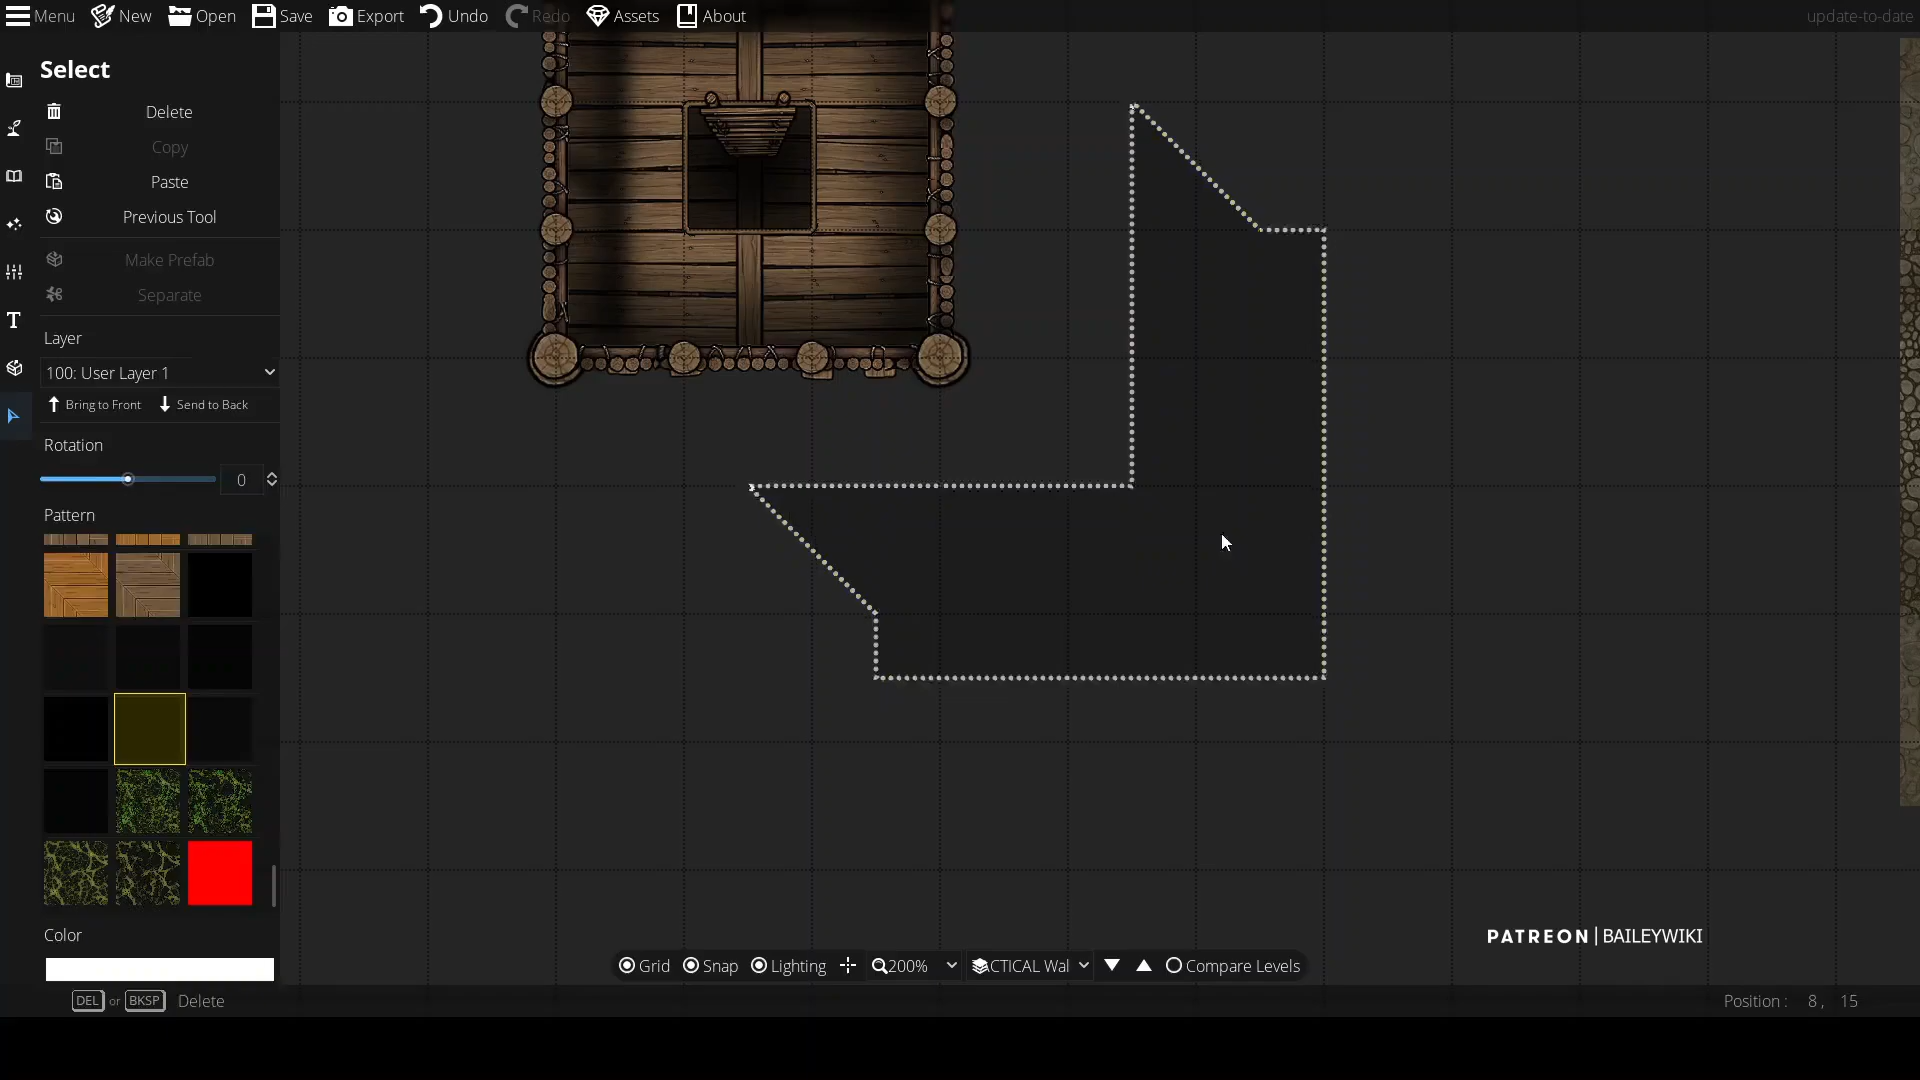 Menu New Open Save Export Undo Redo Assets About update-to-date
Select
Delete
Copy
Paste
Previous Tool
Make Prefab
Separate
Layer
100: User Layer 1
Bring to Front Send to Back
Rotation
0
Pattern
Color
PATREON | BAILEYWIKI
Grid Snap Lighting 200% ACTICAL Wal Compare Levels
DEL or BKSP Delete
Position : 8 , 15